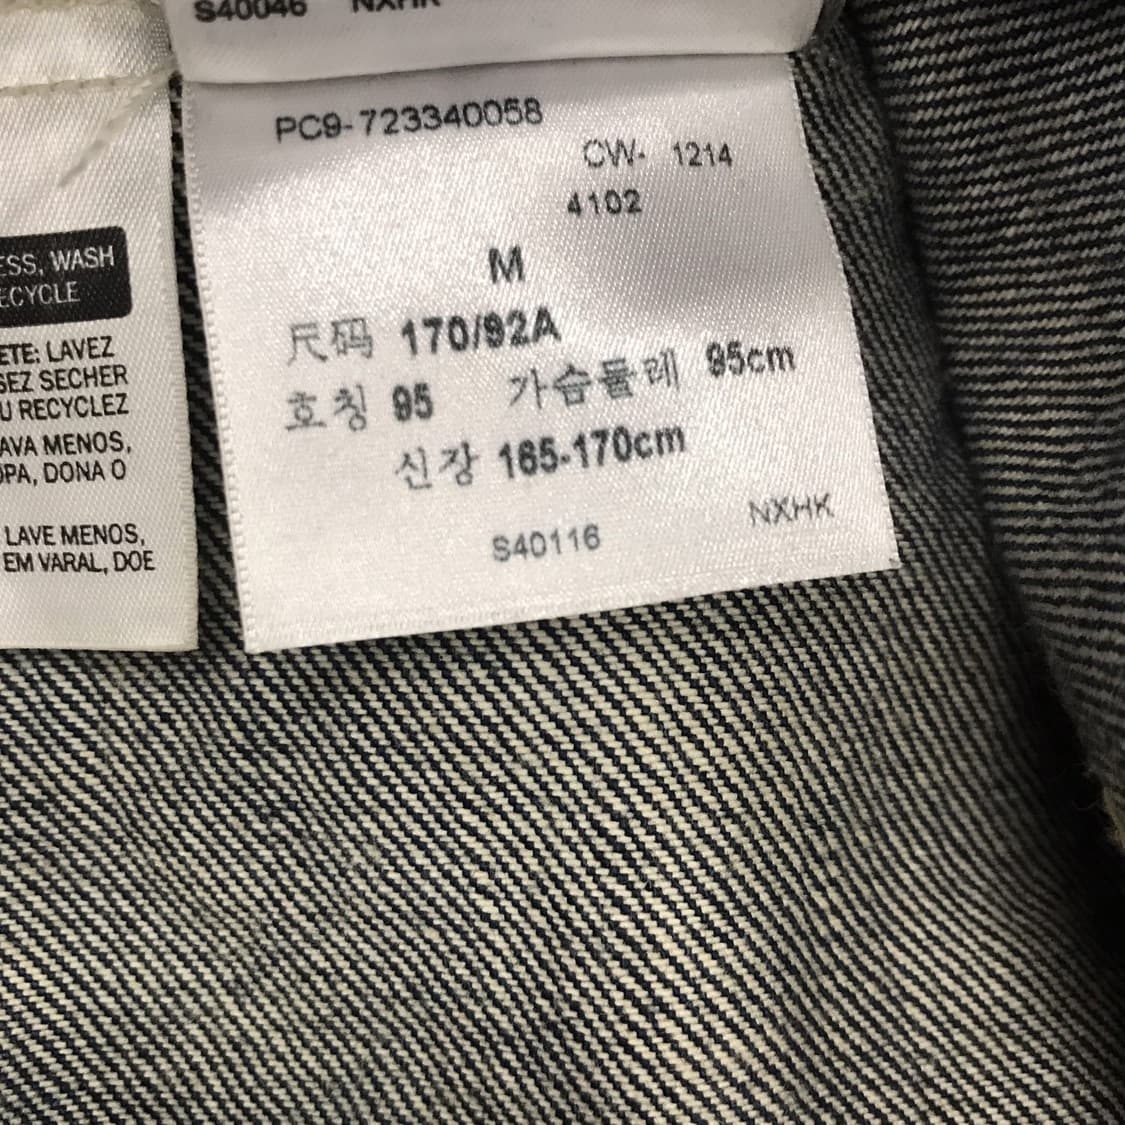 S40046 NXHK
PC9-723340058
CW- 1214
4102
M
尺码 170/92A
호칭 95 가슴둘레 95cm
신장 165-170cm
S40116 NXHK
ESS, WASH
ECYCLE
ETE: LAVEZ
SEZ SECHER
U RECYCLEZ
AVA MENOS,
OPA, DONA O
LAVE MENOS,
EM VARAL, DOE